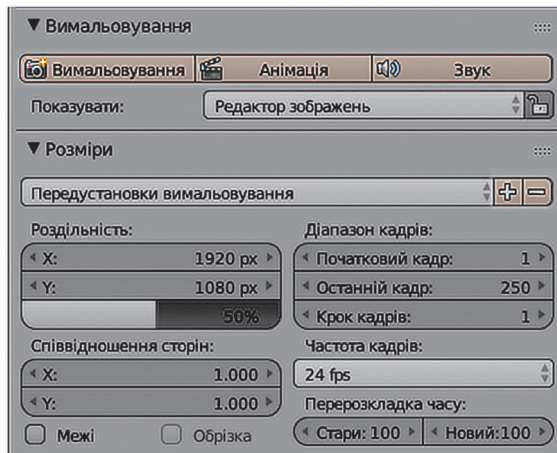 Вимальовування
Вимальовування Анімація Звук
Показувати: Редактор зображень
Розміри
Передустановки вимальовування
Роздільність: Діапазон кадрів:
X: 1920 px Початковий кадр: 1
Y: 1080 px Останній кадр: 250
50% Крок кадрів: 1
Співвідношення сторін: Частота кадрів:
X: 1.000 24 fps
Y: 1.000 Перерозкладка часу:
Межі Обрізка Стари: 100 Новий:100